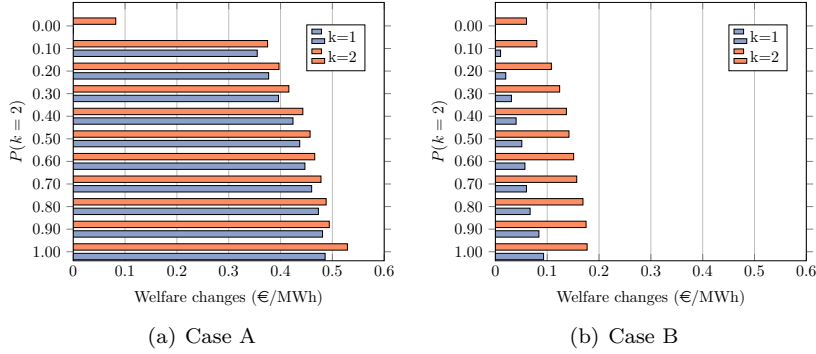 0.00
0.10
0.20
0.30
0.40
0.50
0.60
0.70
0.80
0.90
1.00
P(k = 2)
0 0.1 0.2 0.3 0.4 0.5 0.6
Welfare changes (€/MWh)
k=1
k=2
(a) Case A
0.00
0.10
0.20
0.30
0.40
0.50
0.60
0.70
0.80
0.90
1.00
P(k = 2)
0 0.1 0.2 0.3 0.4 0.5 0.6
Welfare changes (€/MWh)
k=1
k=2
(b) Case B